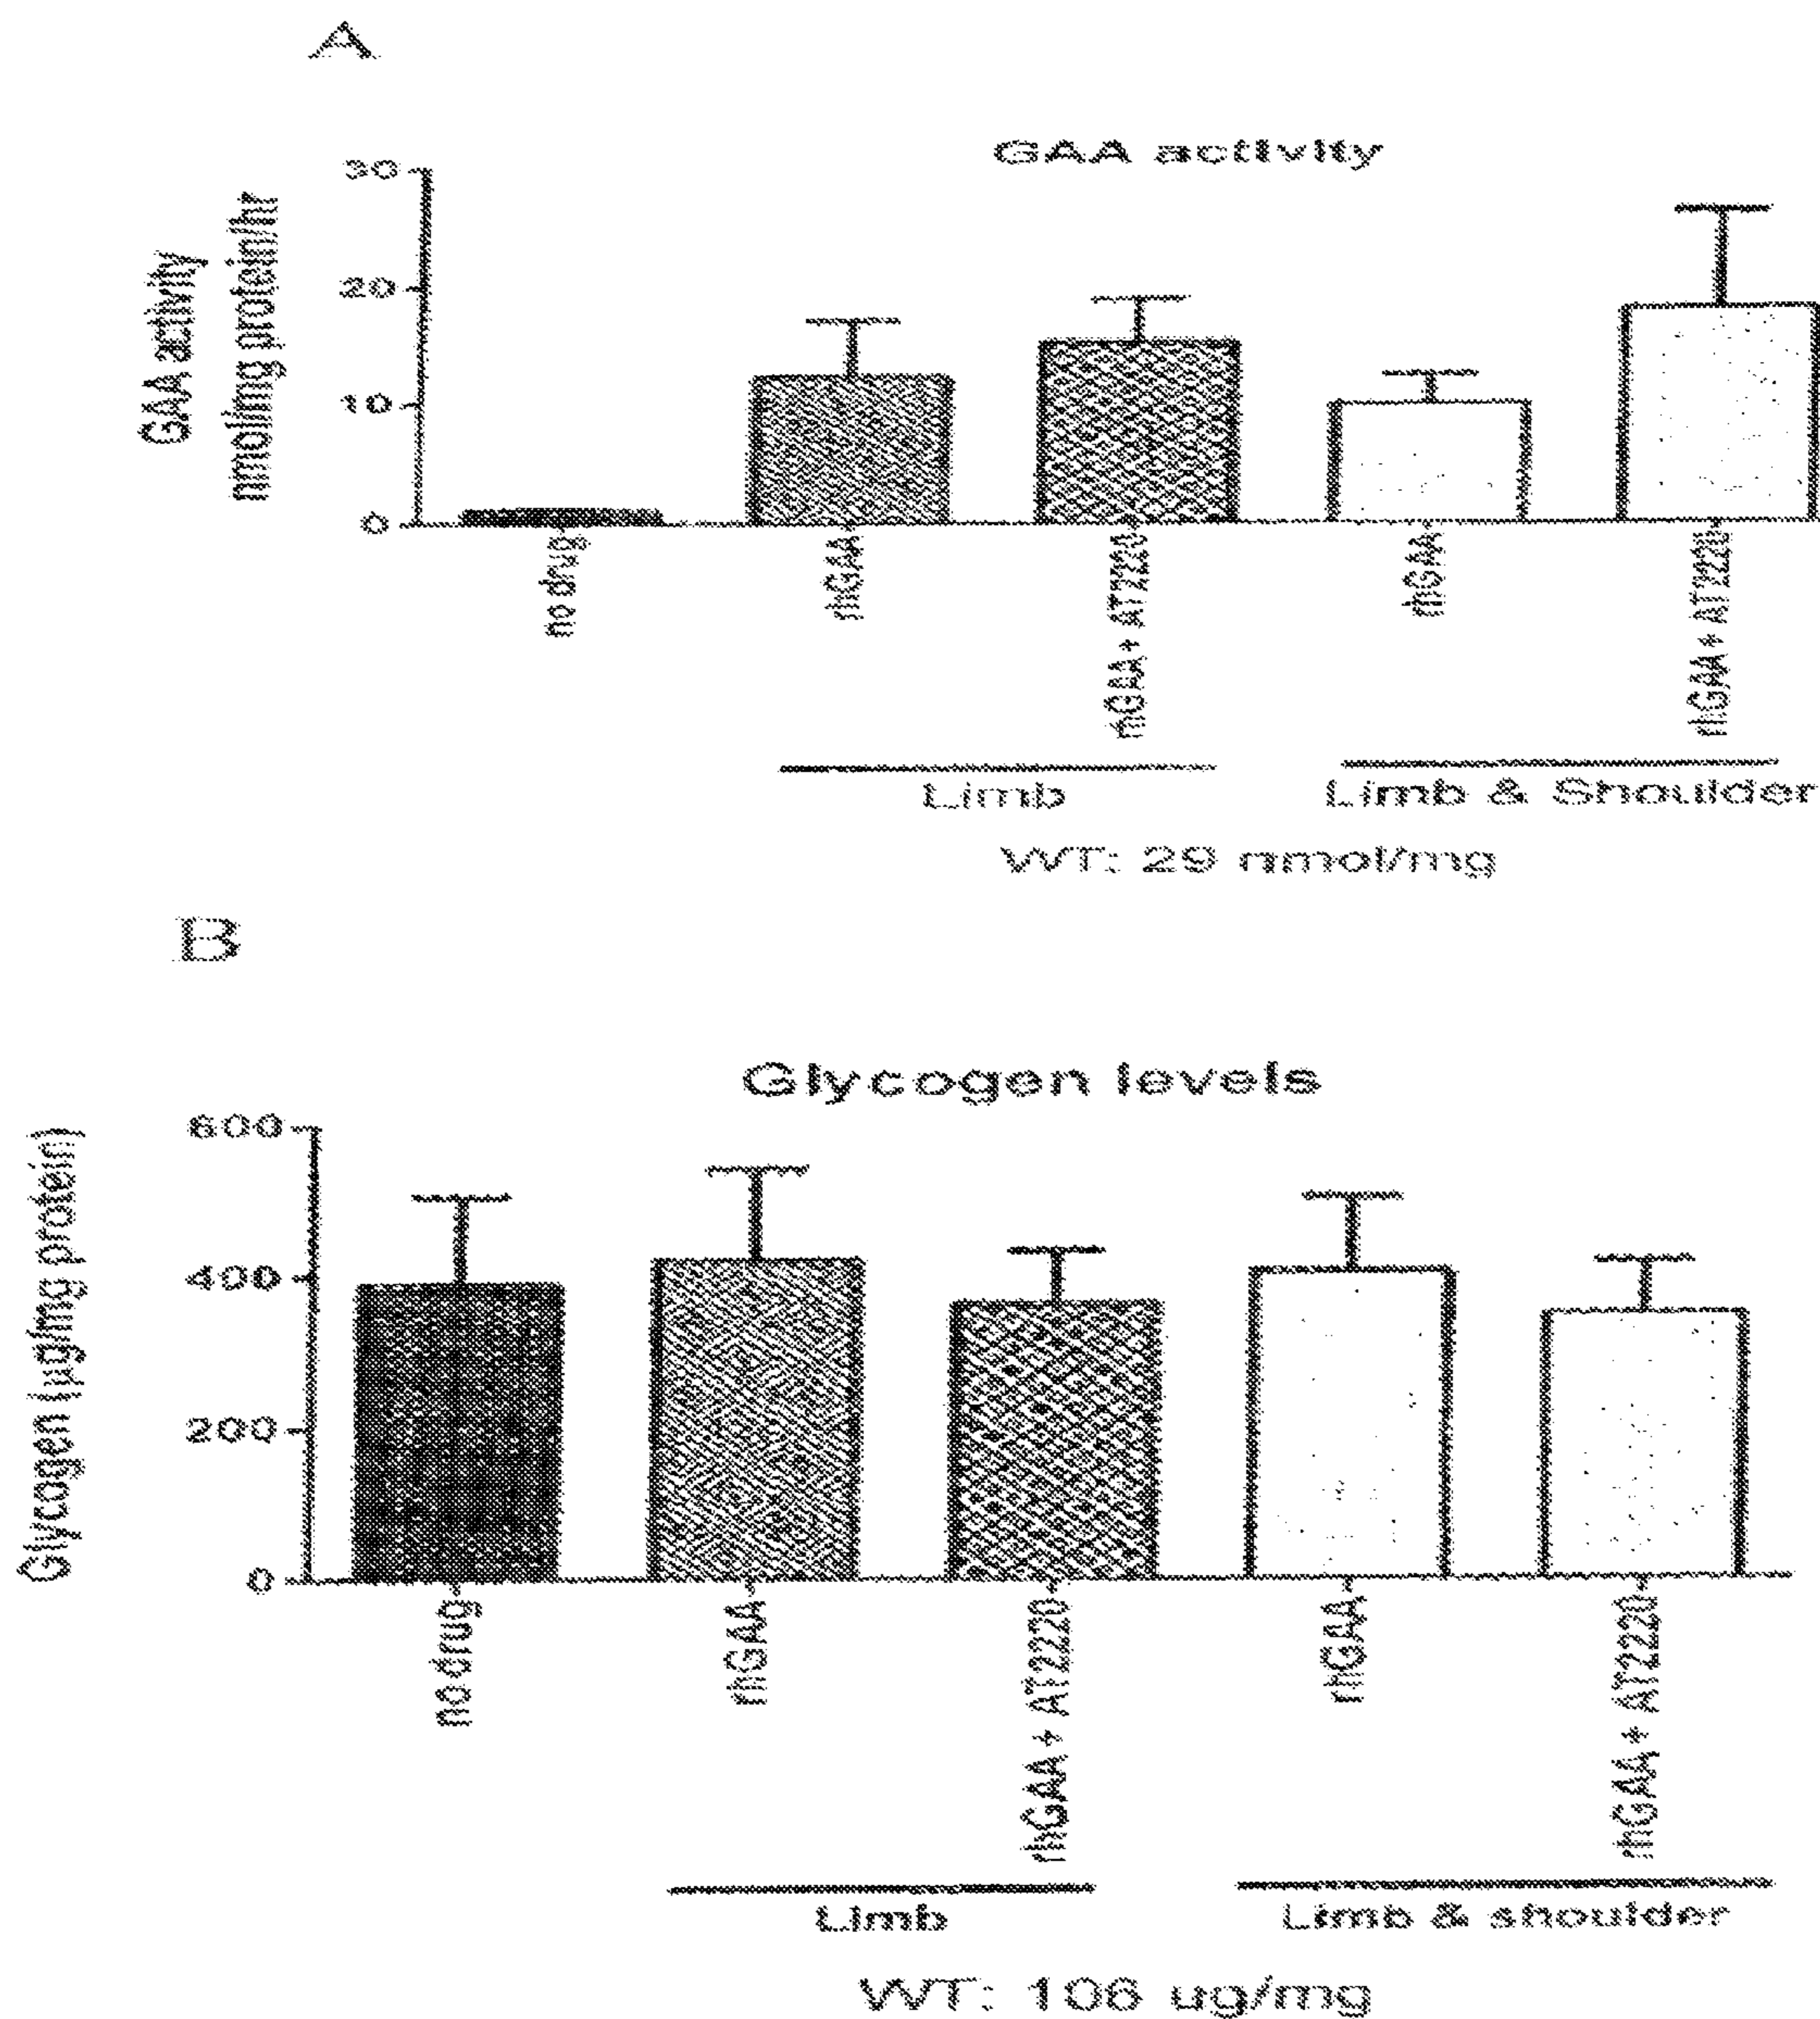 A
GAA activity
GAA activity
nmol/mg protein/hr
30
20
10
0
no drug
rhGAA
rhGAA + AT2220
rhGAA
rhGAA + AT2220
Limb
Limb & Shoulder
WT: 29 nmol/mg
B
Glycogen levels
Glycogen (µg/mg protein)
600
400
200
0
no drug
rhGAA
rhGAA + AT2220
rhGAA
rhGAA + AT2220
Limb
Limb & shoulder
WT: 106 ug/mg